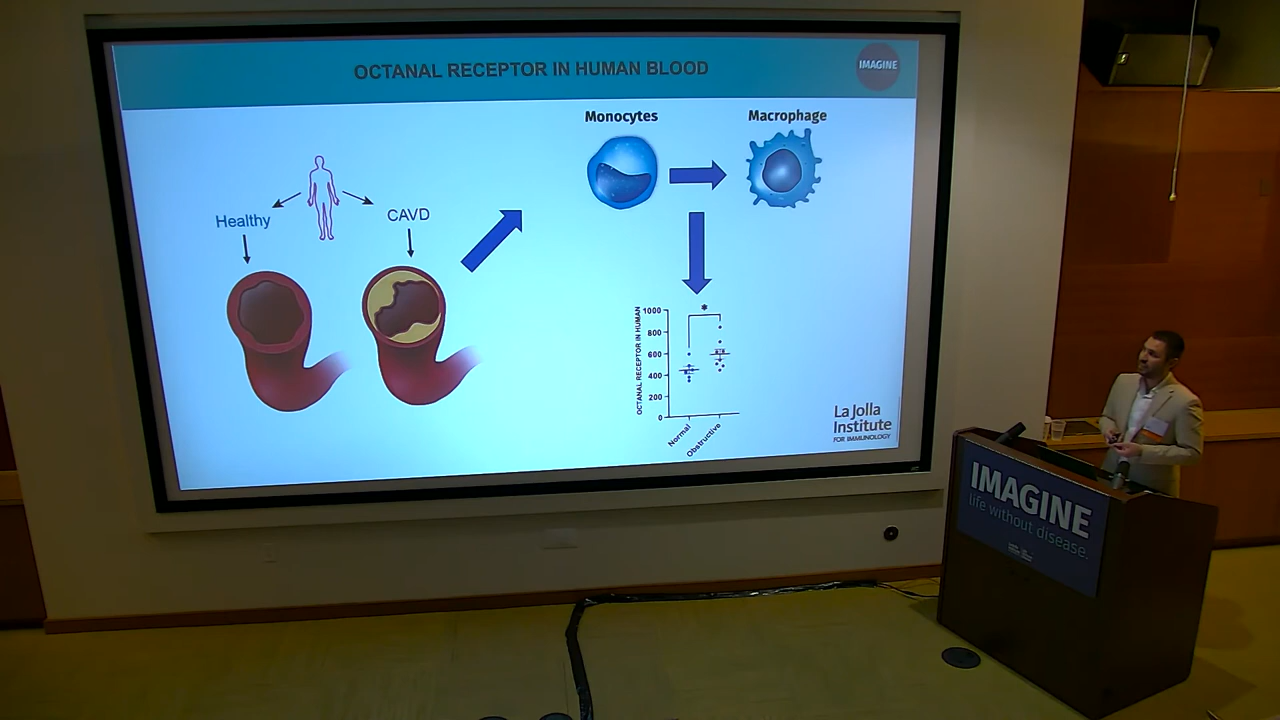 OCTANAL RECEPTOR IN HUMAN BLOOD
IMAGINE
Monocytes
Macrophage
Healthy
CAVD
OCTANAL RECEPTOR IN HUMAN
1000
800
600
400
200
0
*
Normal
Obstructive
La Jolla
Institute
FOR IMMUNOLOGY
IMAGINE
life without disease.